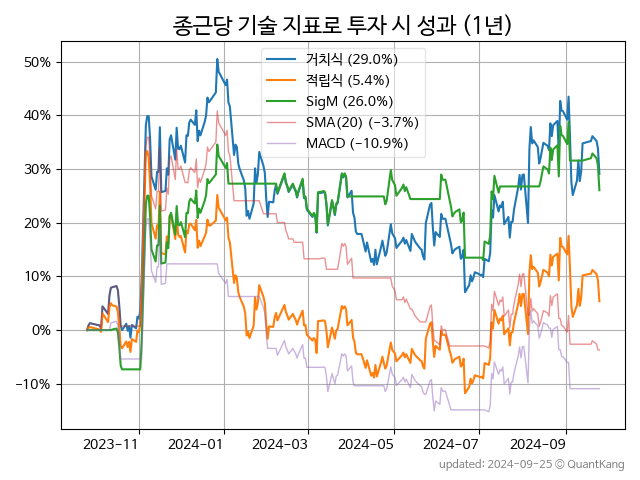 종근당 기술 지표로 투자 시 성과 (1년)
거치식 (29.0%)
적립식 (5.4%)
SigM (26.0%)
SMA(20) (−3.7%)
MACD (−10.9%)
50%
40%
30%
20%
10%
0%
−10%
2023−11
2024−01
2024−03
2024−05
2024−07
2024−09
updated: 2024−09−25 ⓒ QuantKang